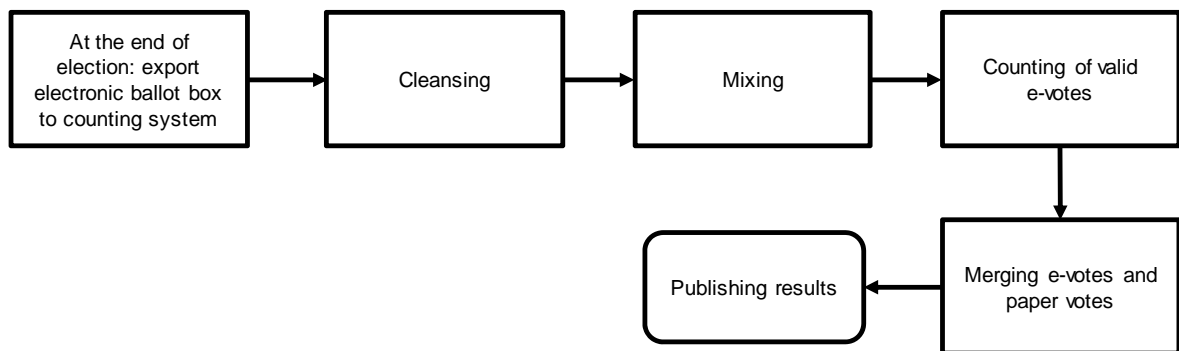 At the end of
election: export
electronic ballot box
to counting system
Cleansing
Mixing
Counting of valid
e-votes
Merging e-votes and
paper votes
Publishing results